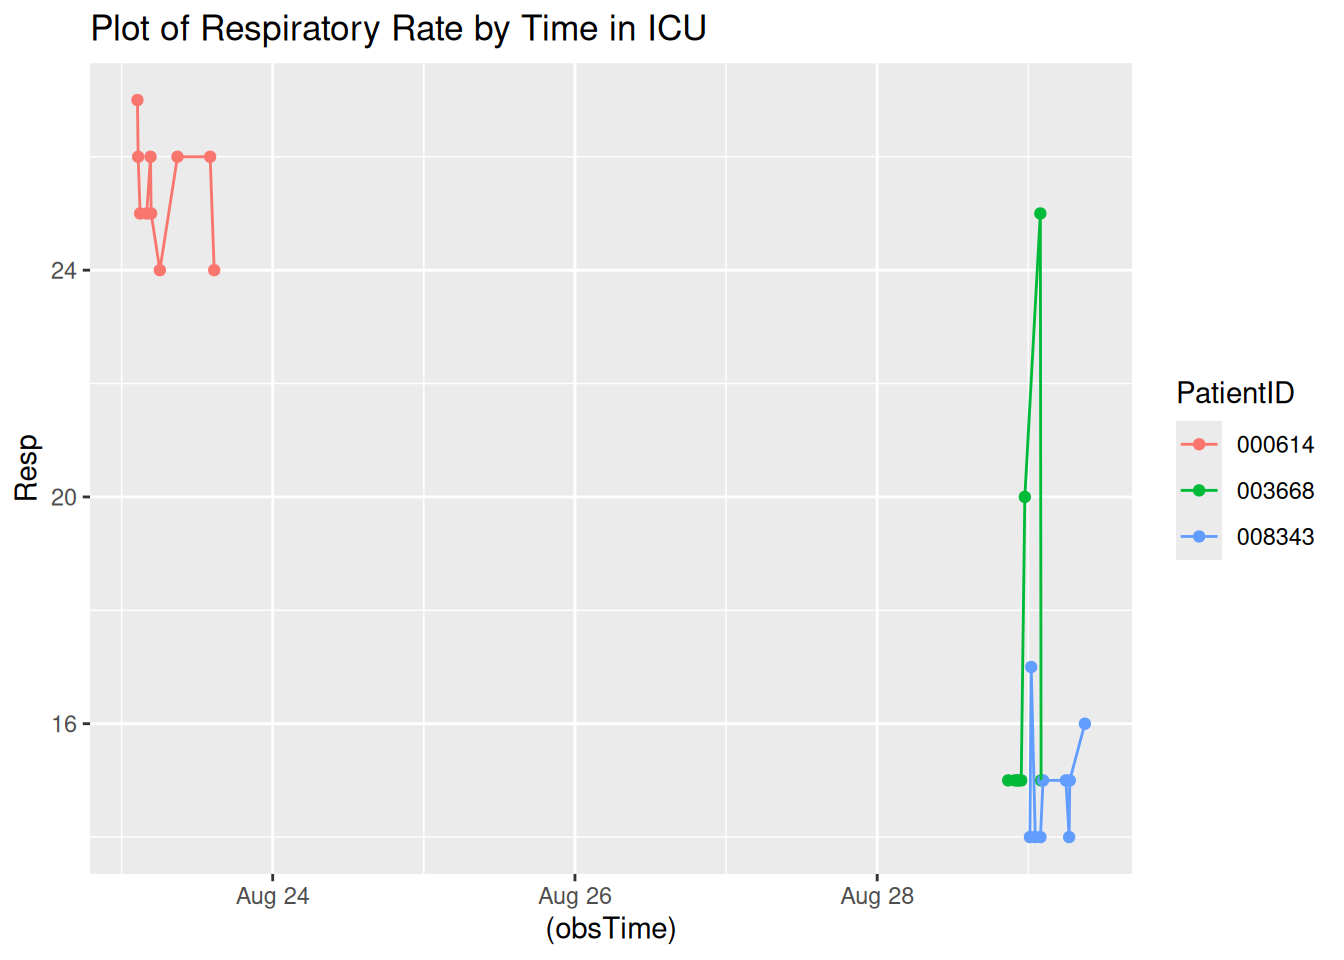 Plot of Respiratory Rate by Time in ICU
Resp
24
20
16
Aug 24
Aug 26
Aug 28
(obsTime)
PatientID
000614
003668
008343